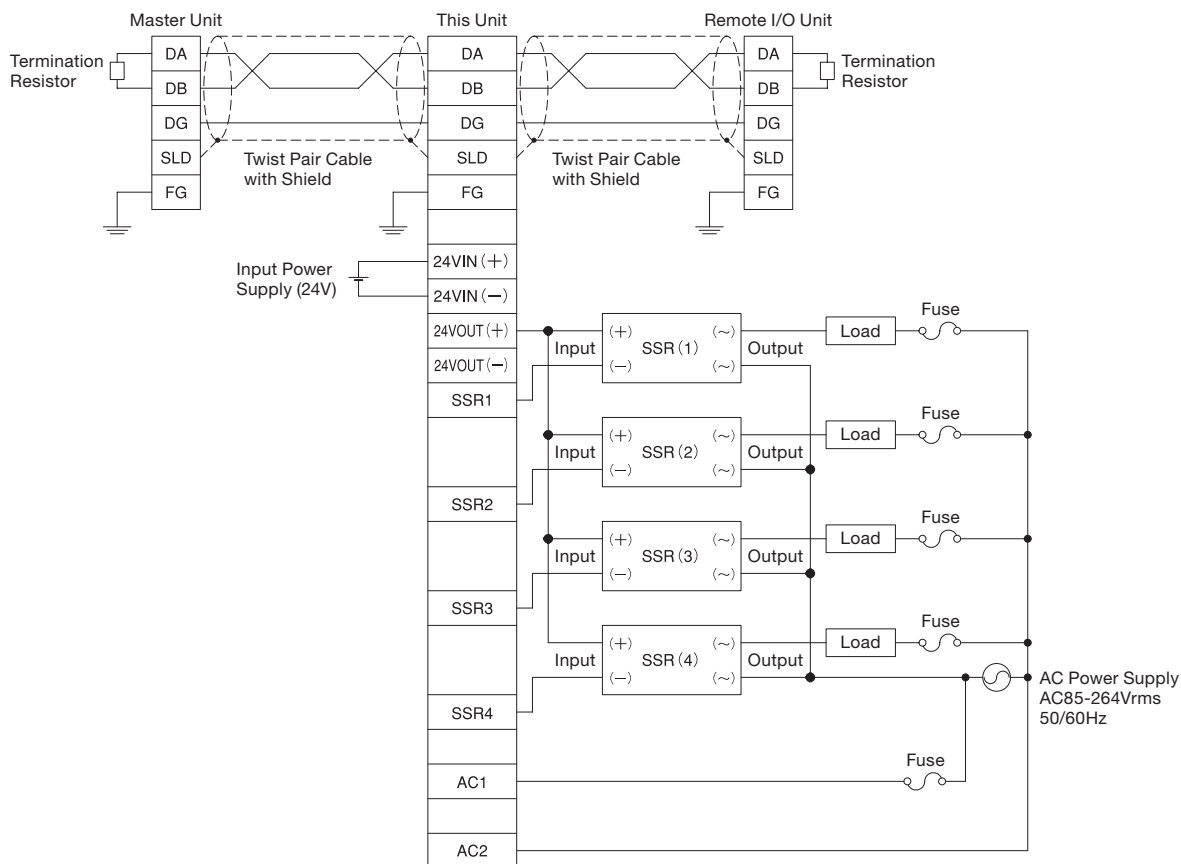 Master Unit
This Unit
Remote I/O Unit
Termination
Resistor
DA
DB
DG
SLD
FG
Twist Pair Cable
with Shield
DA
DB
DG
SLD
FG
Twist Pair Cable
with Shield
DA
DB
DG
SLD
FG
Termination
Resistor
Input Power
Supply (24V)
24VIN (+)
24VIN (−)
24VOUT (+)
24VOUT (−)
SSR1
SSR2
SSR3
SSR4
AC1
AC2
Input
(+)
(−)
SSR (1)
(~)
(~)
Output
Load
Fuse
Input
(+)
(−)
SSR (2)
(~)
(~)
Output
Load
Fuse
Input
(+)
(−)
SSR (3)
(~)
(~)
Output
Load
Fuse
Input
(+)
(−)
SSR (4)
(~)
(~)
Output
Load
Fuse
AC Power Supply
AC85-264Vrms
50/60Hz
Fuse